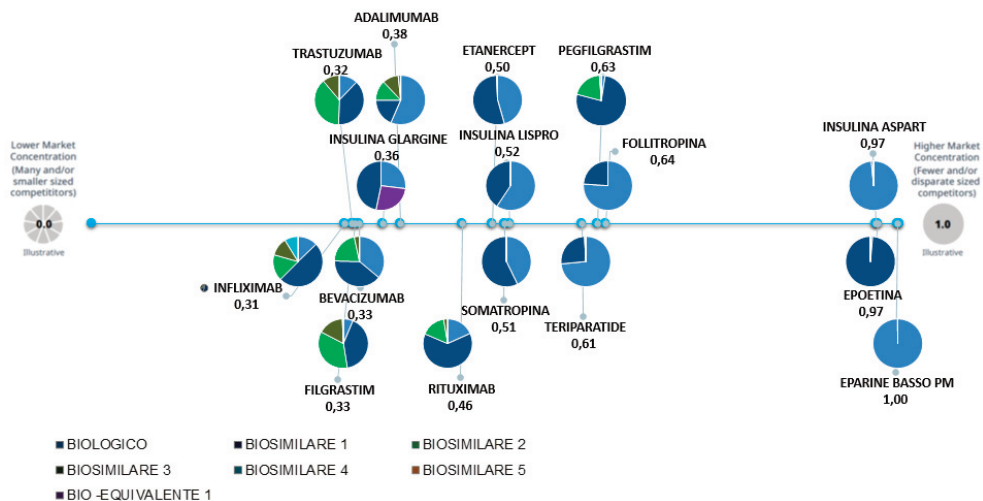 ADALIMUMAB
0,38
TRASTUZUMAB
0,32
ETANERCEPT
0,50
PEGFILGRASTIM
0,63
INSULINA GLARGINE
0,36
INSULINA LISPRO
0,52
FOLLITROPINA
0,64
INSULINA ASPART
0,97
Lower Market
Concentration
(Many and/or
smaller sized
competitors)
0.0
Illustrative
Higher Market
Concentration
(Fewer and/or
disparate sized
competitors)
1.0
Illustrative
INFLIXIMAB
0,31
BEVACIZUMAB
0,33
SOMATROPINA
0,51
TERIPARATIDE
0,61
EPOETINA
0,97
FILGRASTIM
0,33
RITUXIMAB
0,46
EPARINE BASSO PM
1,00
BIOLOGICO
BIOSIMILARE 1
BIOSIMILARE 2
BIOSIMILARE 3
BIOSIMILARE 4
BIOSIMILARE 5
BIO -EQUIVALENTE 1